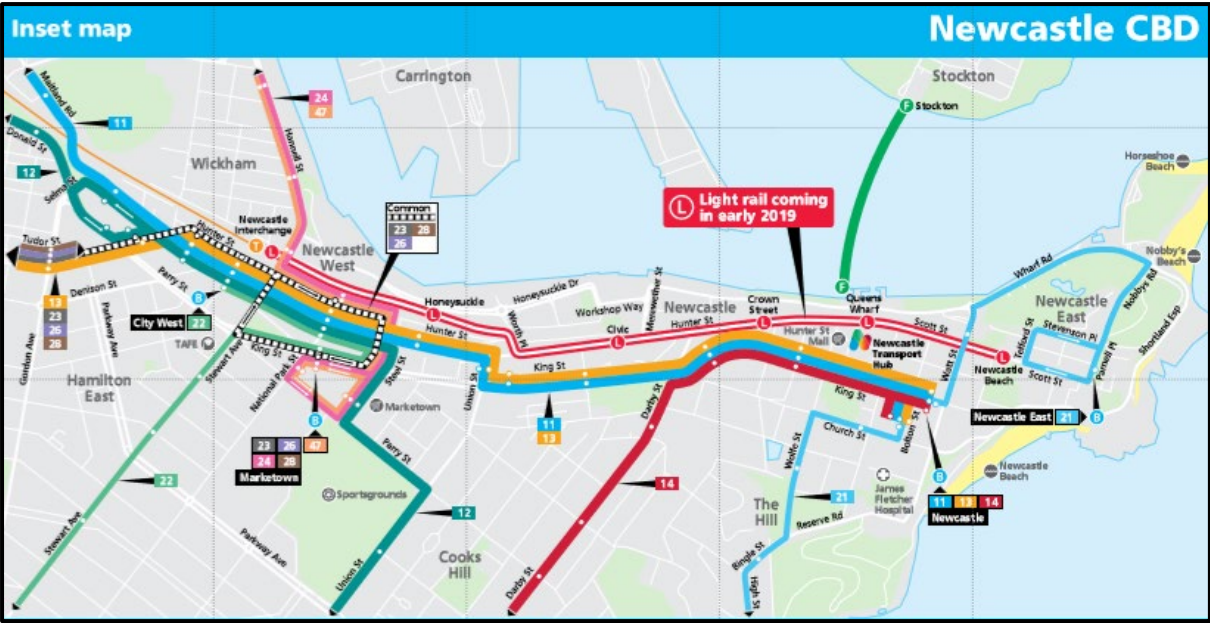 Inset map
Newcastle CBD
Carrington
Stockton
F Stockton
Maitland Rd
11
24
47
Hannell St
Donald St
12
Selma St
Wickham
Horseshoe
Beach
L Light rail coming
in early 2019
Common
23 28
26
Newcastle
Interchange
T L
Newcastle
West
Tudor St
Hunter St
Denison St
Parry St
13
23
26
28
B
City West 22
TAFE
Parkway Ave
Gordon Ave
Hamilton
East
Stewart Ave
King St
National Park St
Steel St
Honeysuckle
L
Hunter St
Honeysuckle Dr
Worth Pl
Workshop Way
Merewether St
Civic
L
Newcastle
Hunter St
Crown
Street
L
F
Queens
Wharf
L
Hunter St
Mall
Newcastle
Transport
Hub
Scott St
Wharf Rd
Nobby's
Beach
Nobbys Rd
Newcastle
East
Stevenson Pl
Telford St
Scott St
Parnell Pl
Shortland Esp
Watt St
L
Newcastle
Beach
Newcastle East 21
B
King St
Union St
11
13
Darby St
King St
Church St
Bolton St
Wolfe St
Marketown
B
23 26 47
24 28
Marketown
Parry St
Sportsgrounds
22
12
14
21
The
Hill
James
Fletcher
Hospital
Reserve Rd
B
11 13 14
Newcastle
Newcastle
Beach
Stewart Ave
Parkway Ave
Union St
Cooks
Hill
Darby St
Bingle St
High St